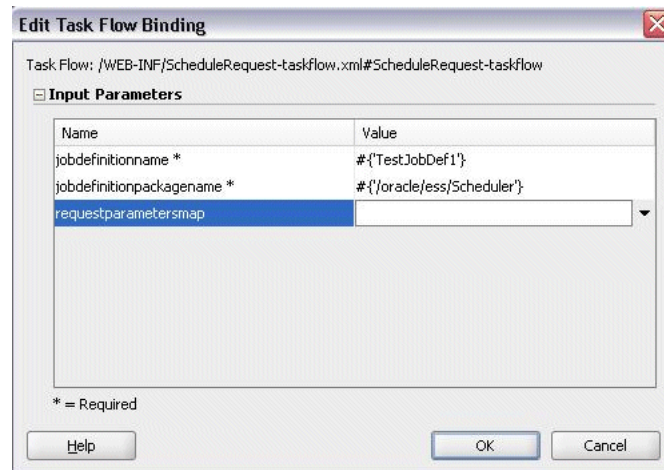 Edit Task Flow Binding
Task Flow: /WEB-INF/ScheduleRequest-taskflow.xml#ScheduleRequest-taskflow
Input Parameters
Name Value
jobdefinitionname * #{'TestJobDef1'}
jobdefinitionpackagename * #{'/oracle/ess/Scheduler'}
requestparametersmap
* = Required
Help OK Cancel